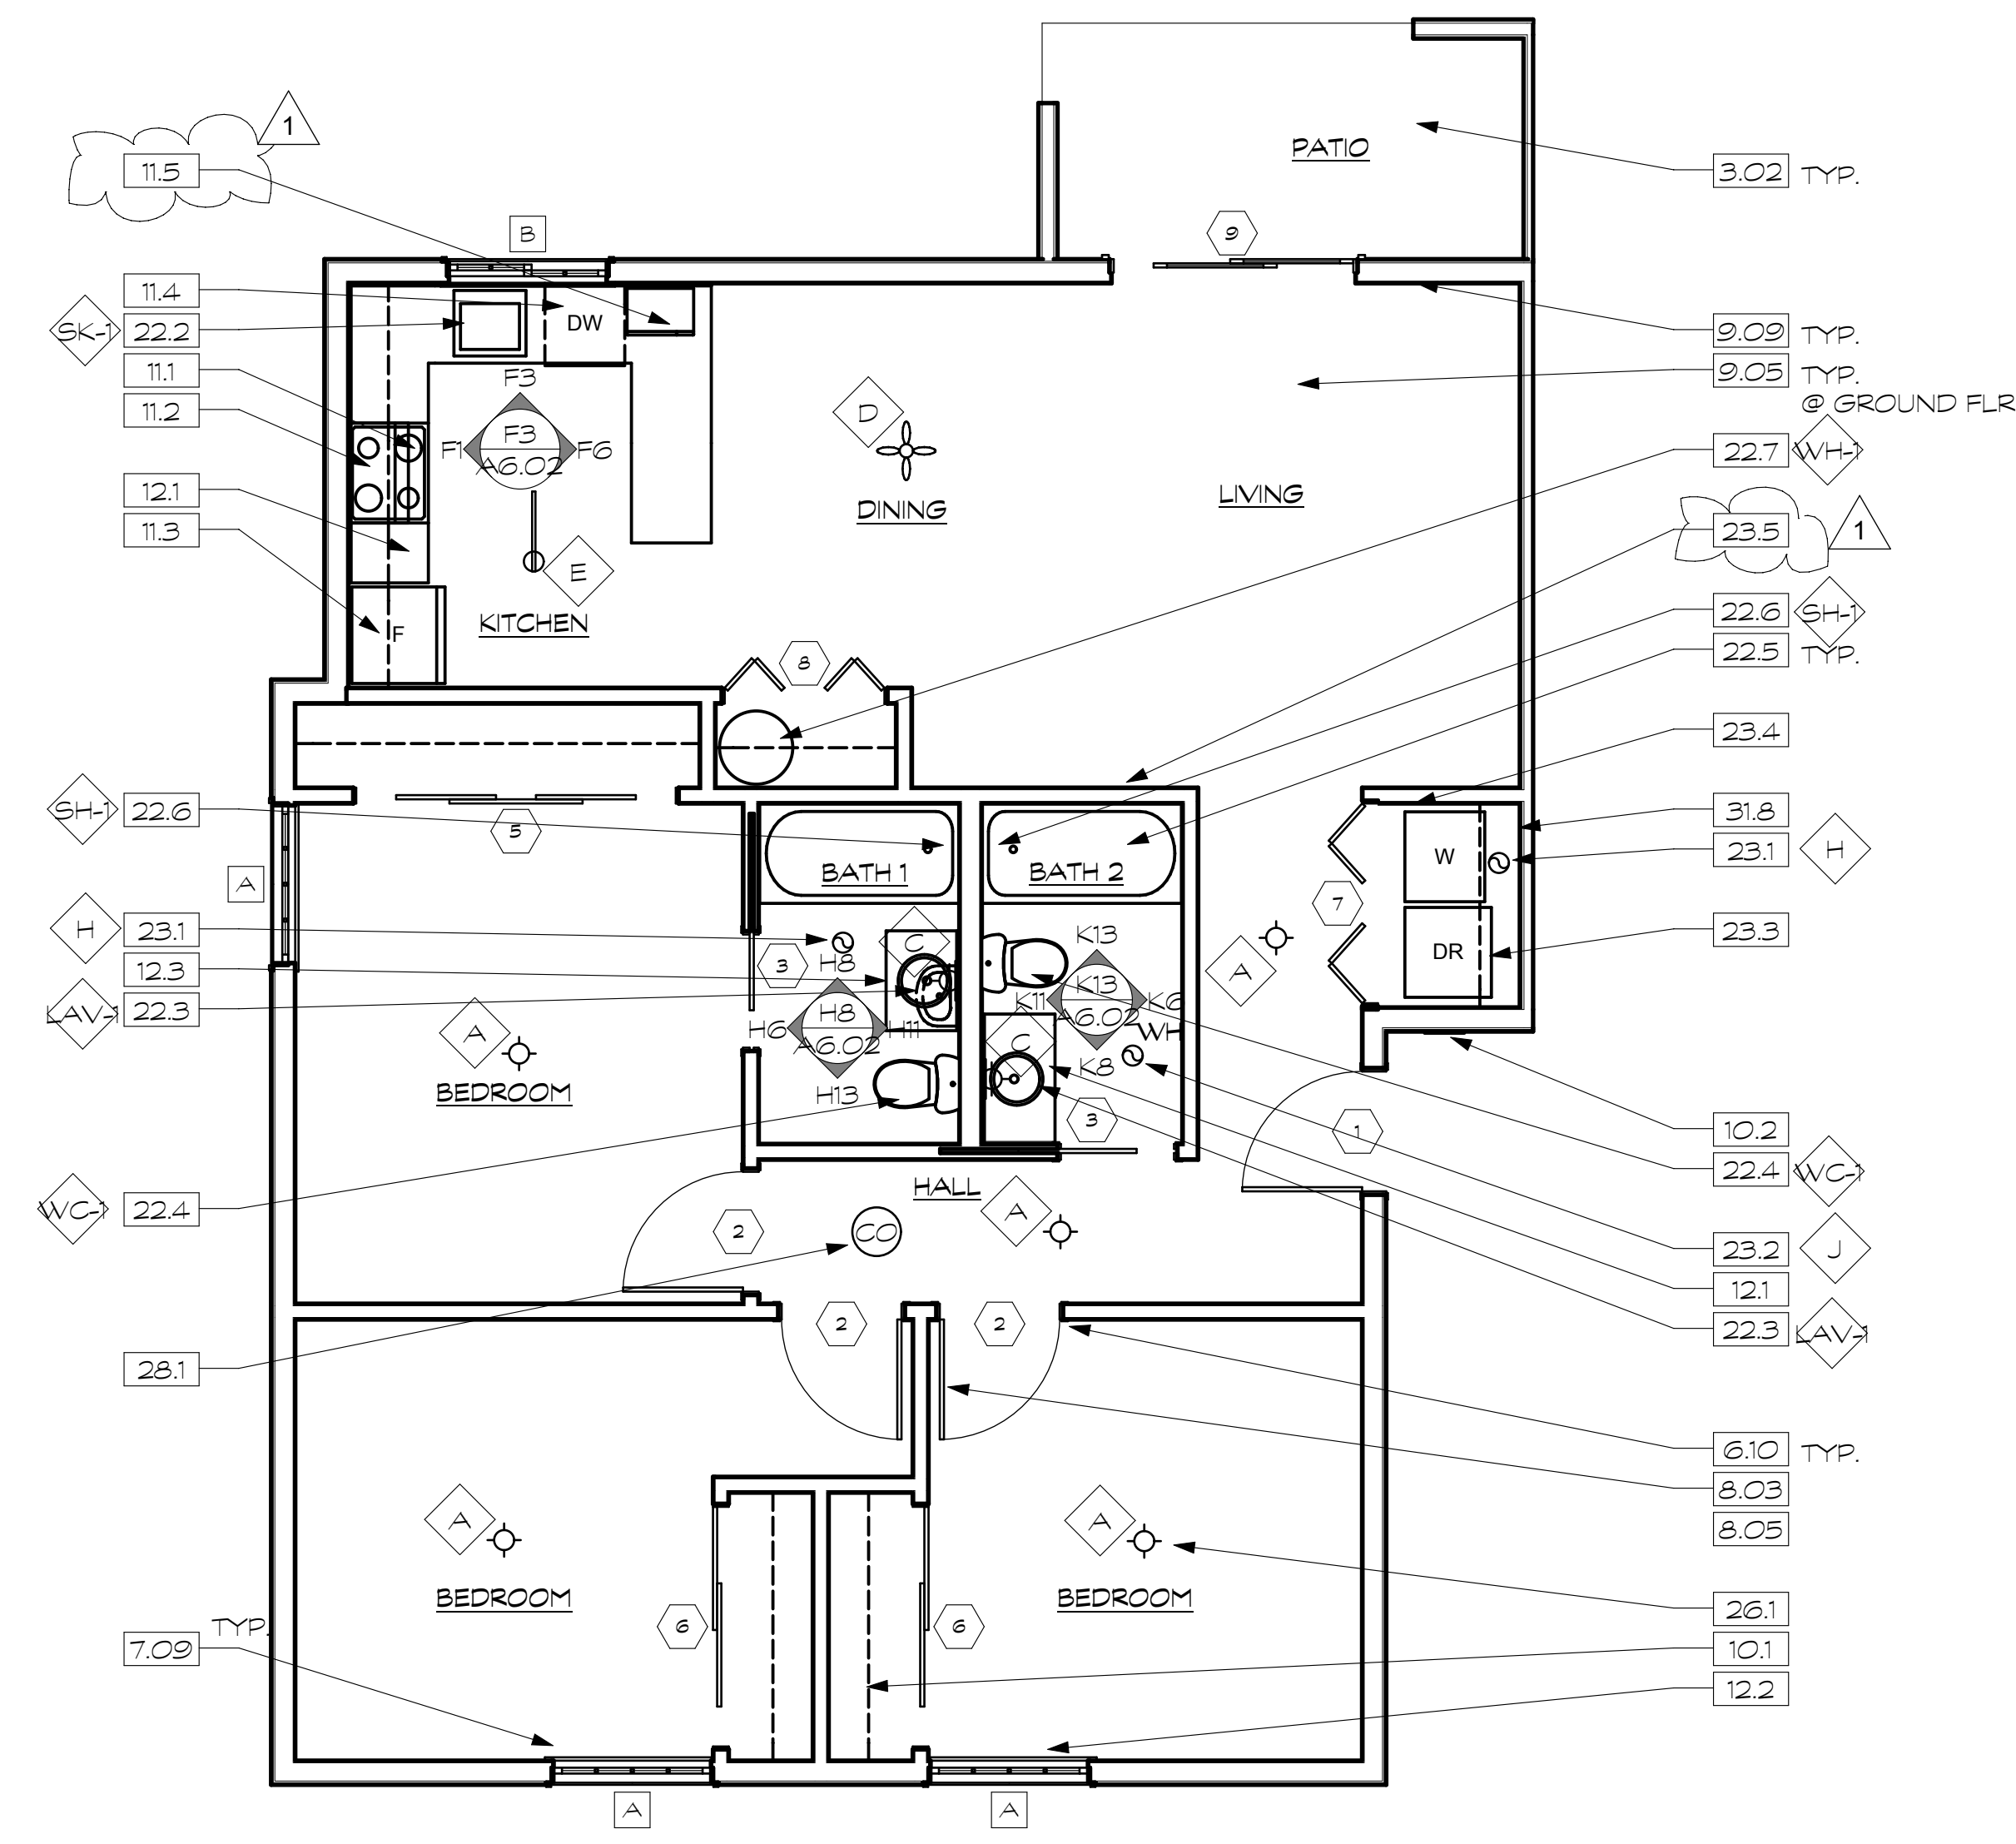 PATIO
1
11.5
3.02 TYP.
B
9
11.4
SK-1 22.2
11.1
11.2
12.1
11.3
DW
F3
F1
F3
A6.02
F6
D
DINING
LIVING
E
KITCHEN
F
8
9.09 TYP.
9.05 TYP.
@ GROUND FLR
22.7 WH-1
23.5
1
22.6 SH-1
22.5 TYP.
23.4
SH-1 22.6
5
A
BATH 1
BATH 2
W
7
31.8
23.1 H
DR
23.3
H 23.1
12.3
LAV-1 22.3
3
H8
C
H8
A6.02
H6
H11
H13
K13
K13
A6.02
K11
K6
WH
K8
C
3
A
A
BEDROOM
1
10.2
22.4 WC-1
HALL
A
WC-1 22.4
2
CO
23.2 J
12.1
22.3 LAV-1
2
2
28.1
6.10 TYP.
8.03
8.05
A
A
BEDROOM
BEDROOM
6
6
26.1
10.1
12.2
TYP.
7.09
A
A